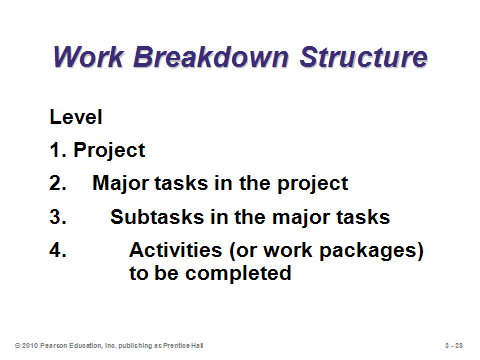 Work Breakdown Structure
Level
1. Project
2. Major tasks in the project
3. Subtasks in the major tasks
4. Activities (or work packages)
to be completed
© 2010 Pearson Education, Inc. publishing as Prentice Hall
3 - 28